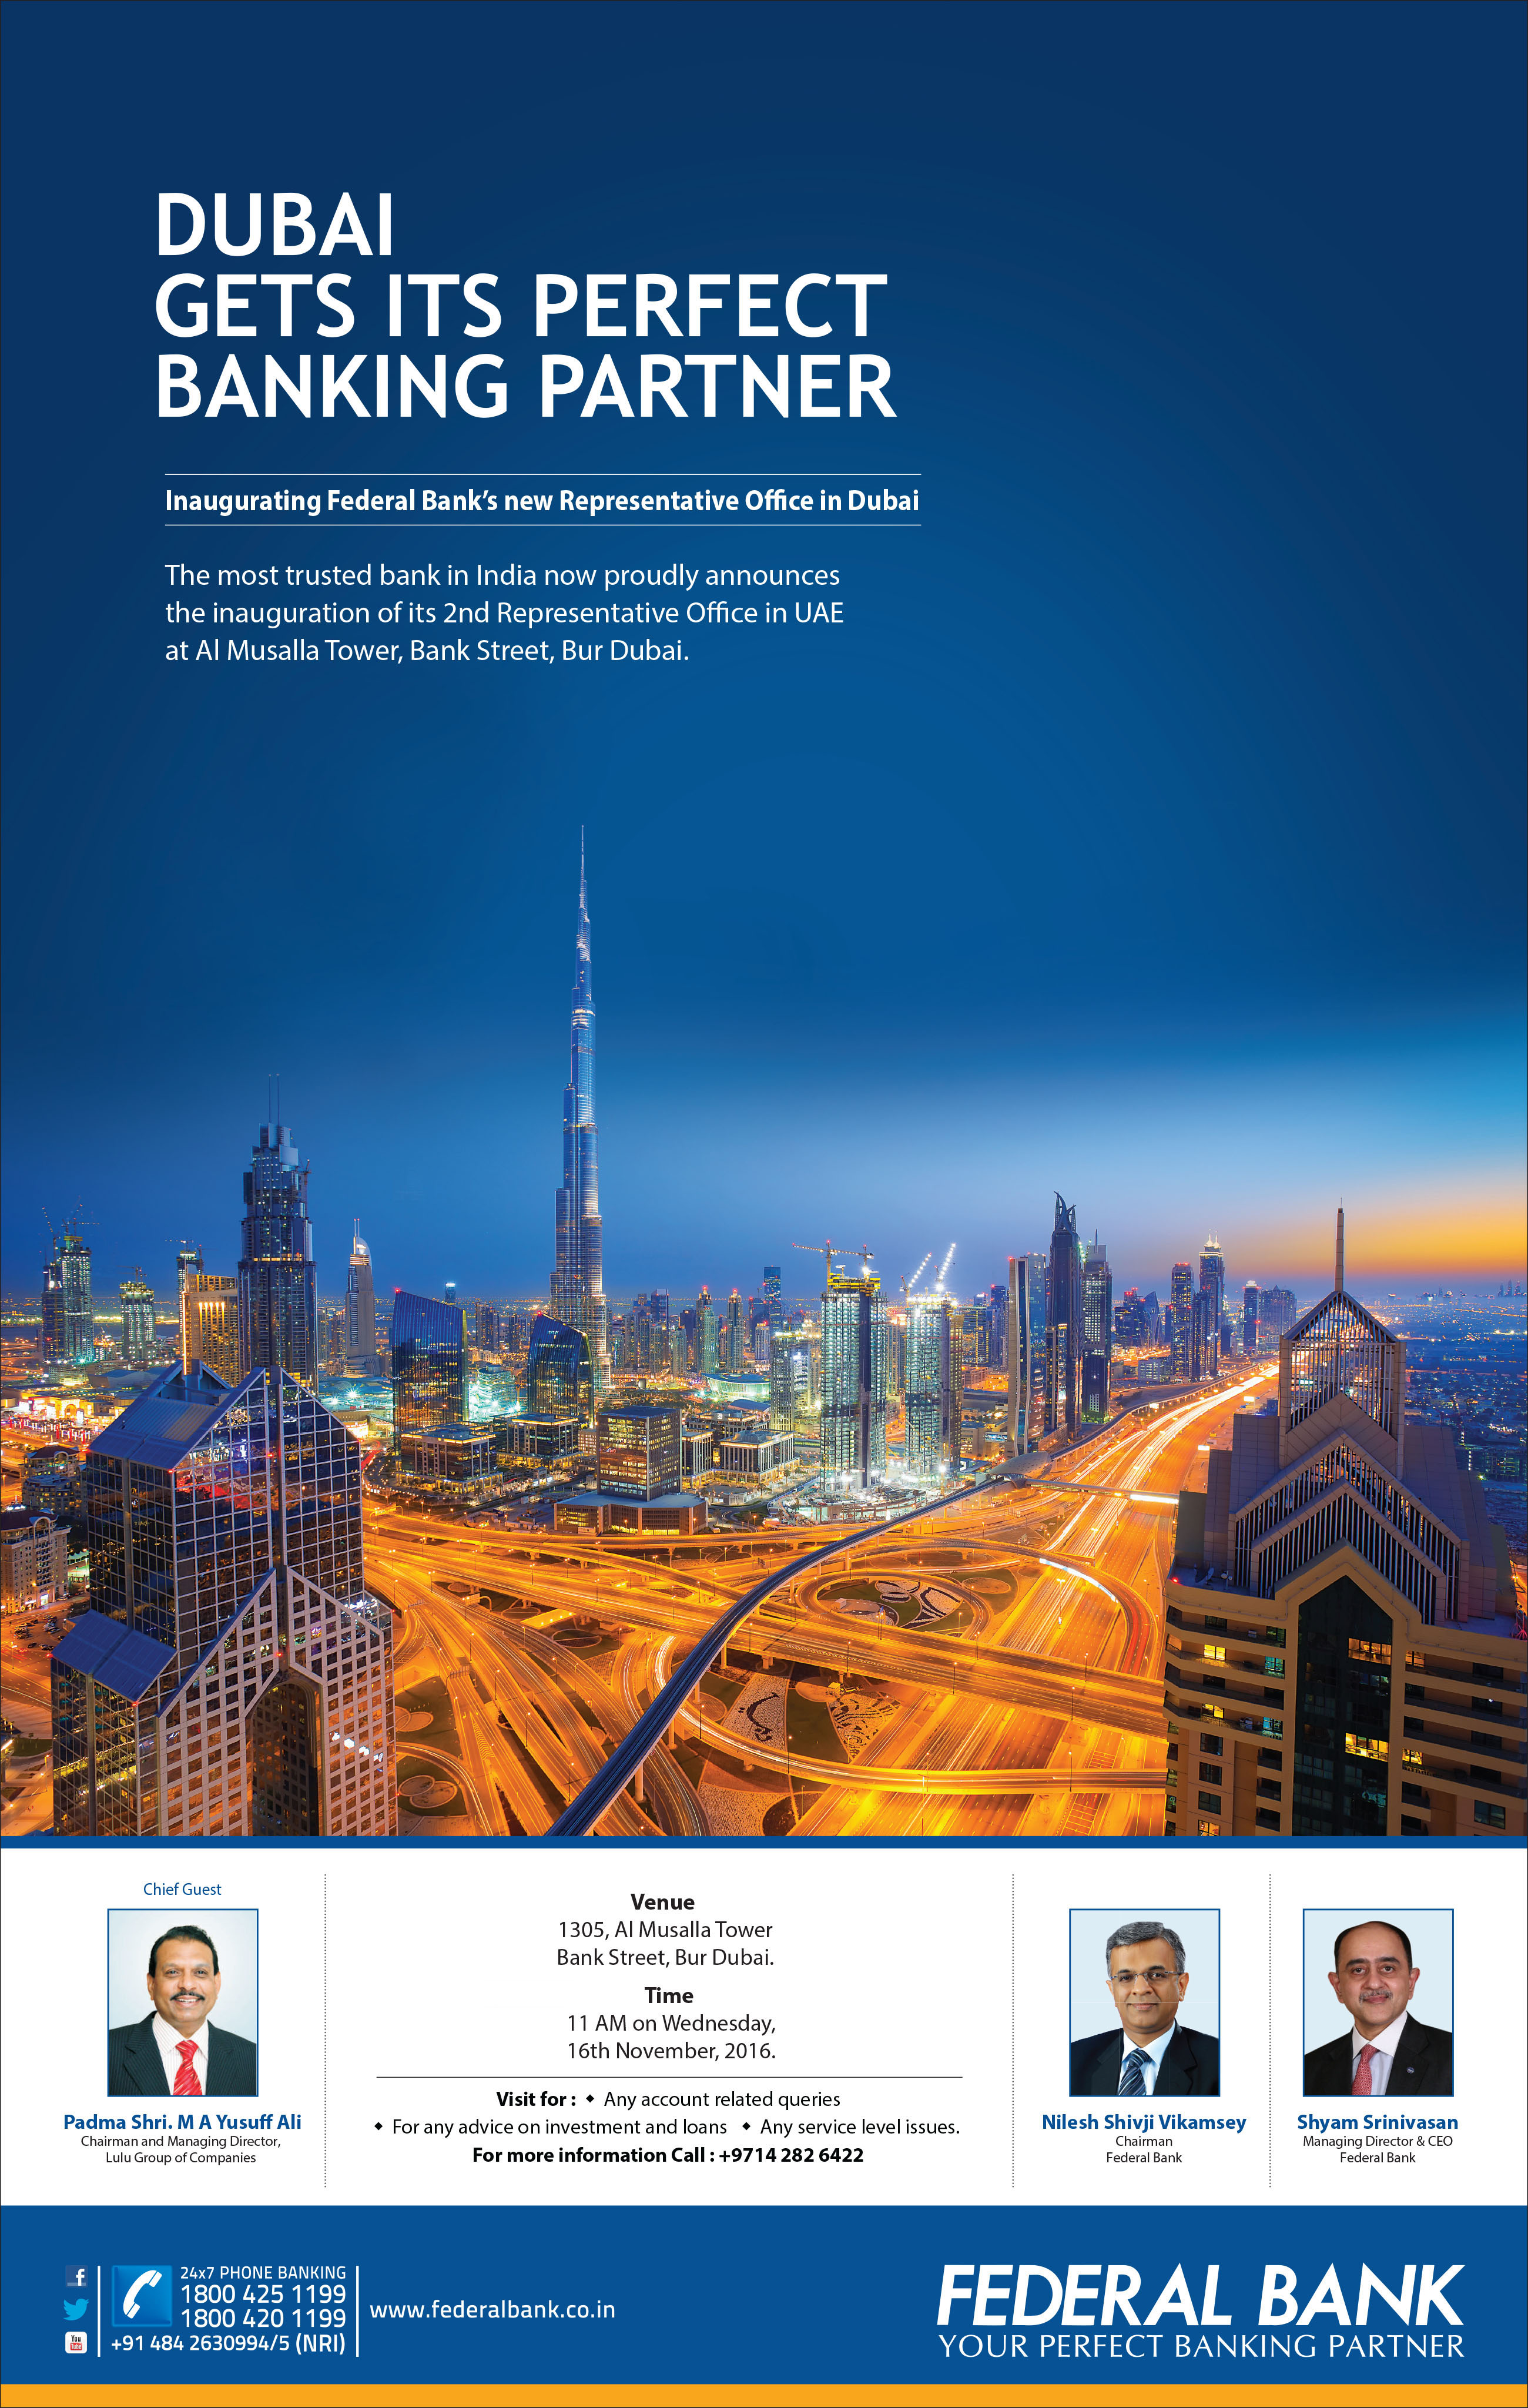 DUBAI
GETS ITS PERFECT
BANKING PARTNER
Inaugurating Federal Bank's new Representative Office in Dubai
The most trusted bank in India now proudly announces
the inauguration of its 2nd Representative Office in UAE
at Al Musalla Tower, Bank Street, Bur Dubai.
Chief Guest
Padma Shri. M A Yusuff Ali
Chairman and Managing Director,
Lulu Group of Companies
Venue
1305, Al Musalla Tower
Bank Street, Bur Dubai.
Time
11 AM on Wednesday,
16th November, 2016.
Visit for : ◆ Any account related queries
◆ For any advice on investment and loans ◆ Any service level issues.
For more information Call : +9714 282 6422
Nilesh Shivji Vikamsey
Chairman
Federal Bank
Shyam Srinivasan
Managing Director & CEO
Federal Bank
f
You
Tube
24x7 PHONE BANKING
1800 425 1199
1800 420 1199
+91 484 2630994/5 (NRI)
www.federalbank.co.in
FEDERAL BANK
YOUR PERFECT BANKING PARTNER